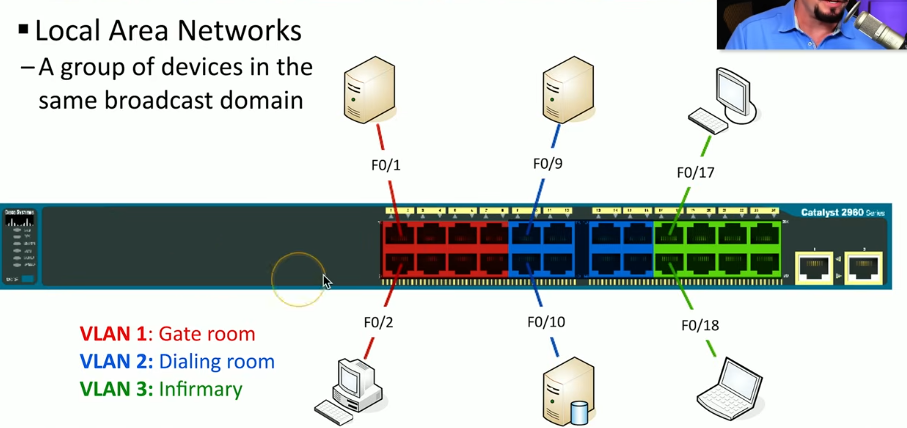 ▪ Local Area Networks
– A group of devices in the
same broadcast domain
F0/1
F0/9
F0/17
Catalyst 2960 Series
F0/2
F0/10
F0/18
VLAN 1: Gate room
VLAN 2: Dialing room
VLAN 3: Infirmary